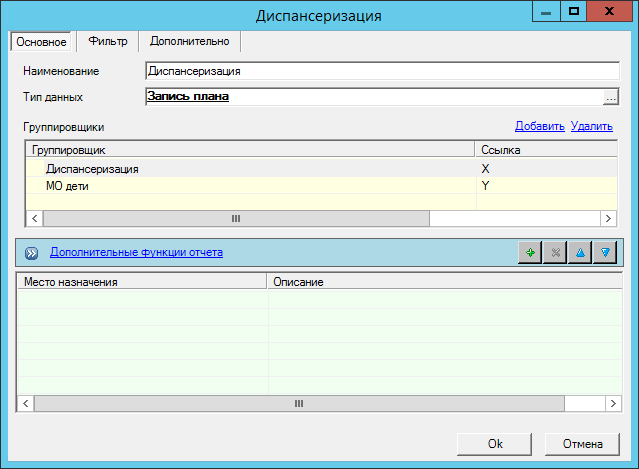 Диспансеризация
Основное Фильтр Дополнительно
Наименование Диспансеризация
Тип данных Запись плана ...
Группировщики Добавить Удалить
Группировщик Ссылка
Диспансеризация X
МО дети Y
Дополнительные функции отчета
Место назначения Описание
Ok Отмена